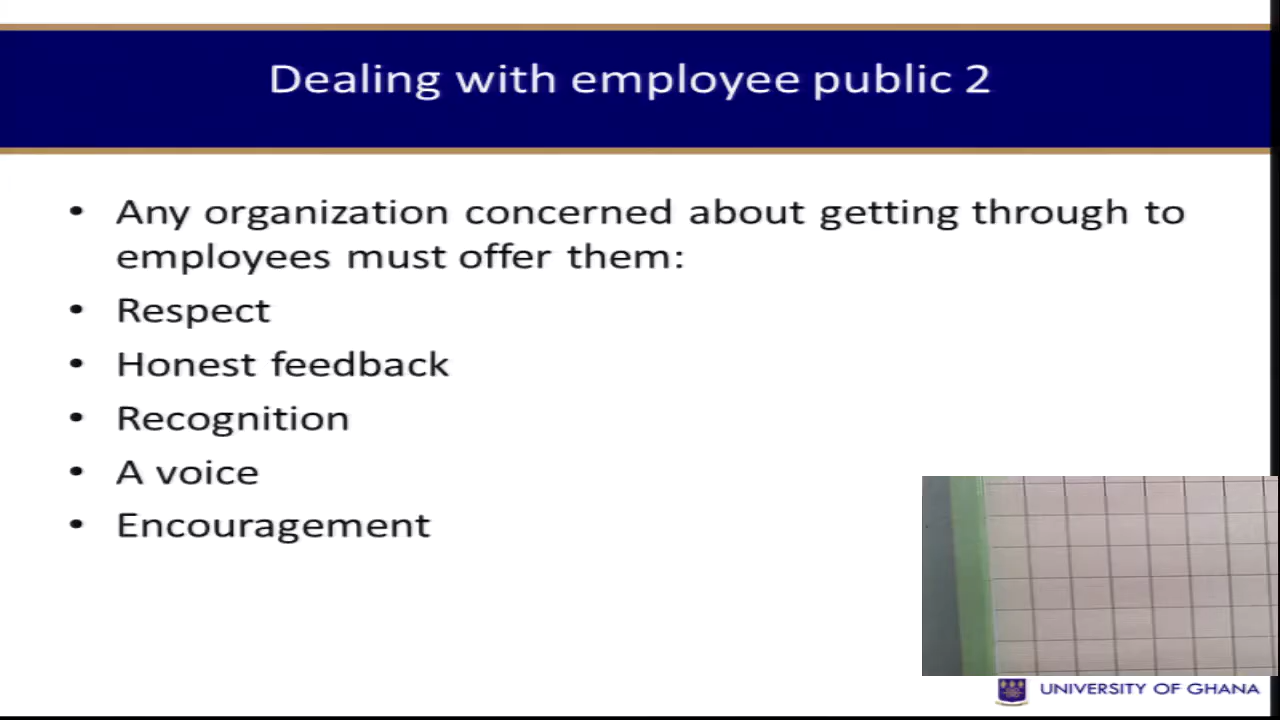 Dealing with employee public 2
• Any organization concerned about getting through to
employees must offer them:
• Respect
• Honest feedback
• Recognition
• A voice
• Encouragement
UNIVERSITY OF GHANA